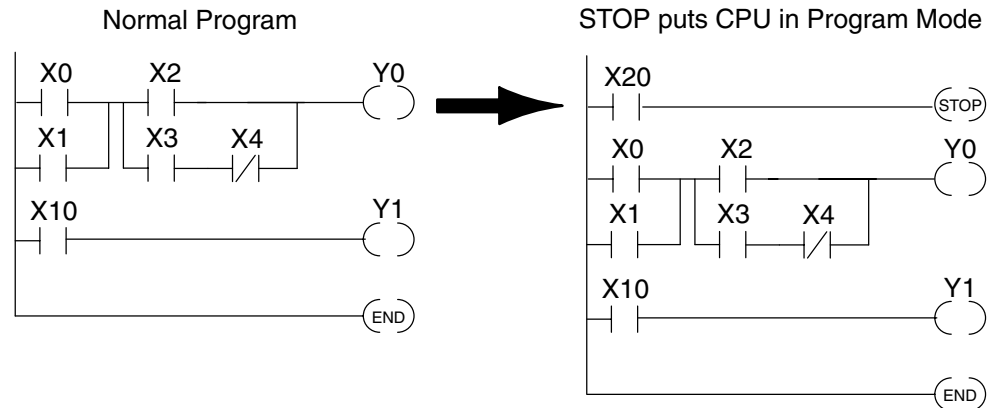 Normal Program
X0 X2 Y0
X1 X3 X4
X10 Y1
END
STOP puts CPU in Program Mode
X20
STOP
X0 X2 Y0
X1 X3 X4
X10 Y1
END